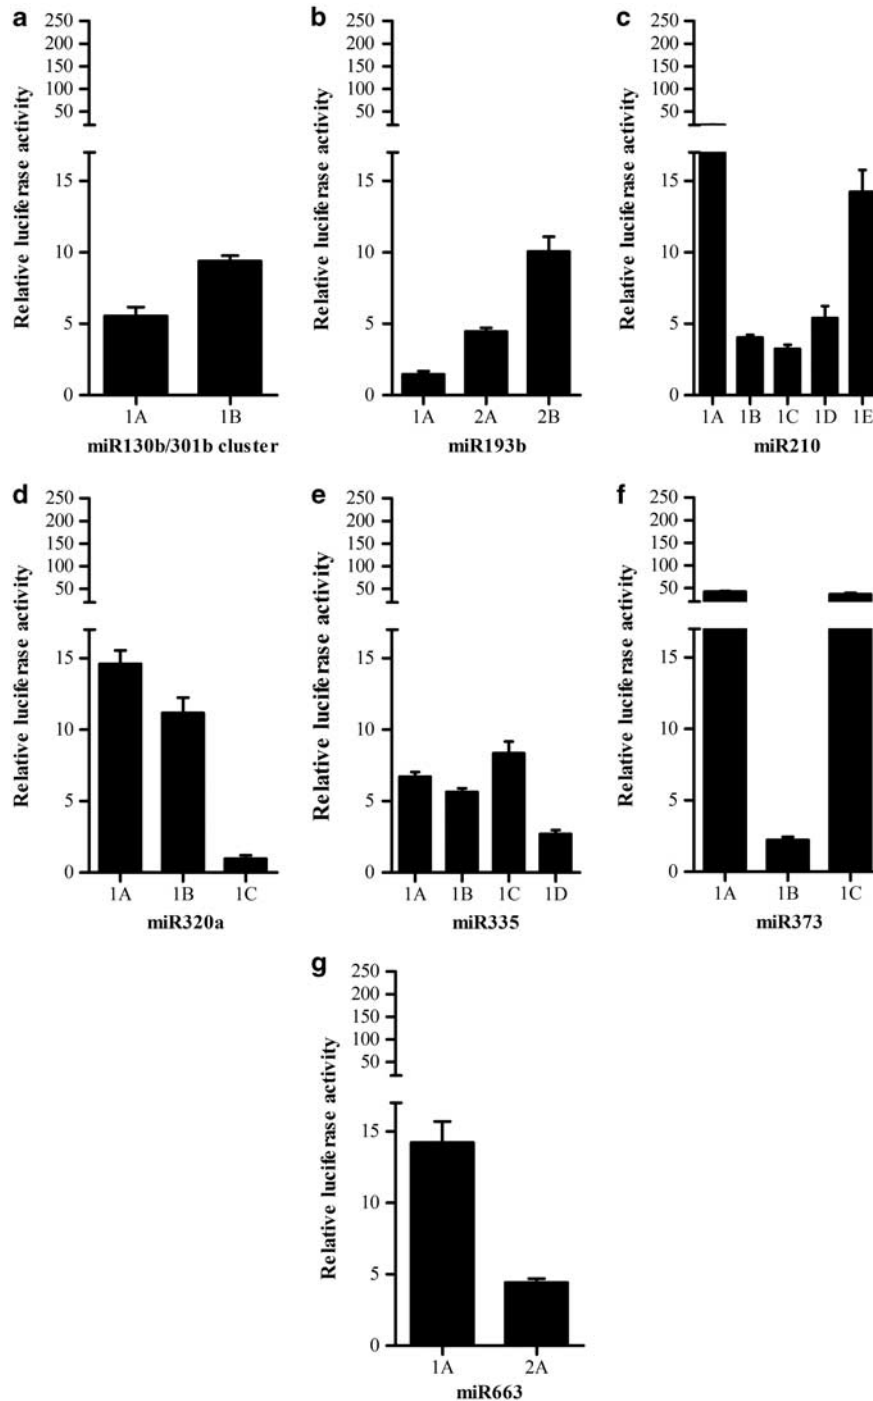 a
250
200
150
100
50
15
10
5
0
Relative luciferase activity
1A 1B
miR130b/301b cluster
b
250
200
150
100
50
15
10
5
0
Relative luciferase activity
1A 2A 2B
miR193b
c
250
200
150
100
50
15
10
5
0
Relative luciferase activity
1A 1B 1C 1D 1E
miR210
d
250
200
150
100
50
15
10
5
0
Relative luciferase activity
1A 1B 1C
miR320a
e
250
200
150
100
50
15
10
5
0
Relative luciferase activity
1A 1B 1C 1D
miR335
f
250
200
150
100
50
15
10
5
0
Relative luciferase activity
1A 1B 1C
miR373
g
250
200
150
100
50
15
10
5
0
Relative luciferase activity
1A 2A
miR663